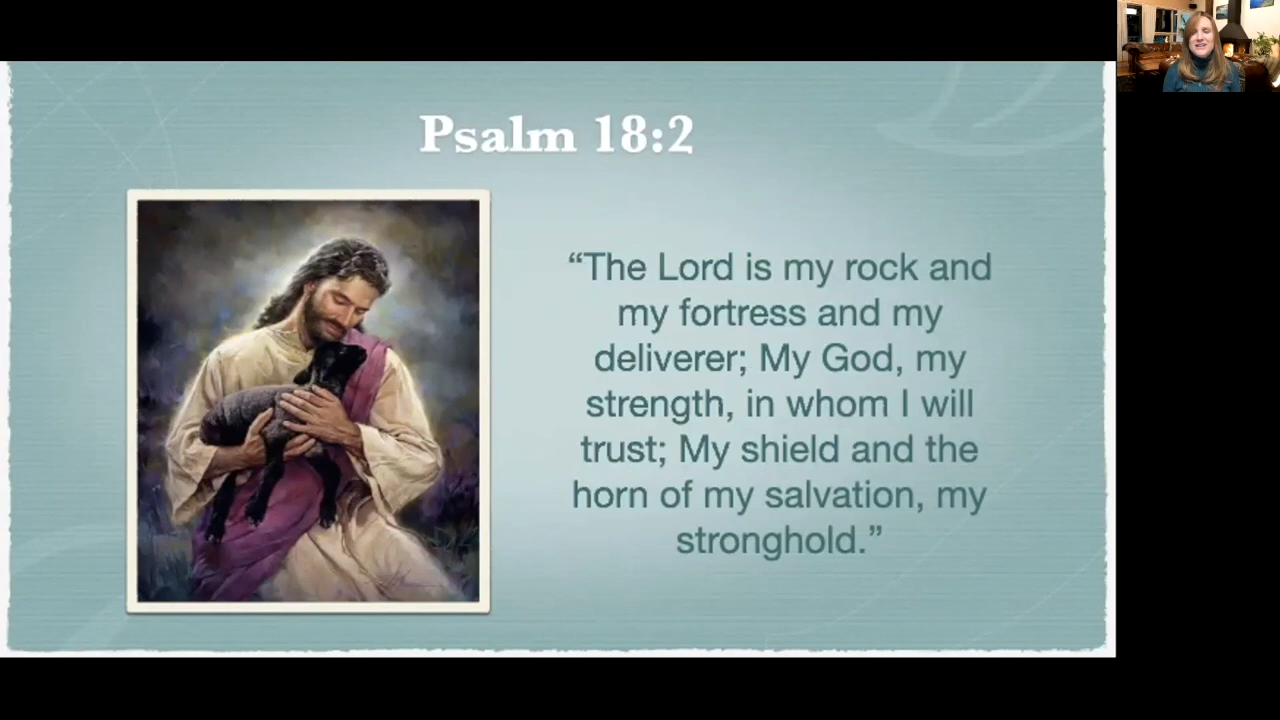 Psalm 18:2
“The Lord is my rock and
my fortress and my
deliverer; My God, my
strength, in whom I will
trust; My shield and the
horn of my salvation, my
stronghold.”